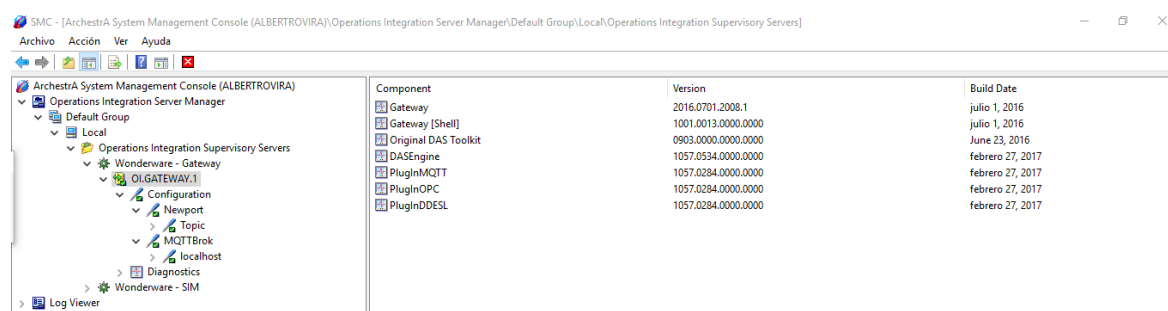 SMC - [ArchestrA System Management Console (ALBERTROVIRA)\Operations Integration Server Manager\Default Group\Local\Operations Integration Supervisory Servers]
Archivo Acción Ver Ayuda
ArchestrA System Management Console (ALBERTROVIRA)
Operations Integration Server Manager
Default Group
Local
Operations Integration Supervisory Servers
Wonderware - Gateway
OI.GATEWAY.1
Configuration
Newport
Topic
MQTTBrok
localhost
Diagnostics
Wonderware - SIM
Log Viewer
Component Version Build Date
Gateway 2016.0701.2008.1 julio 1, 2016
Gateway [Shell] 1001.0013.0000.0000 julio 1, 2016
Original DAS Toolkit 0903.0000.0000.0000 June 23, 2016
DASEngine 1057.0534.0000.0000 febrero 27, 2017
PlugInMQTT 1057.0284.0000.0000 febrero 27, 2017
PlugInOPC 1057.0284.0000.0000 febrero 27, 2017
PlugInDDESL 1057.0284.0000.0000 febrero 27, 2017